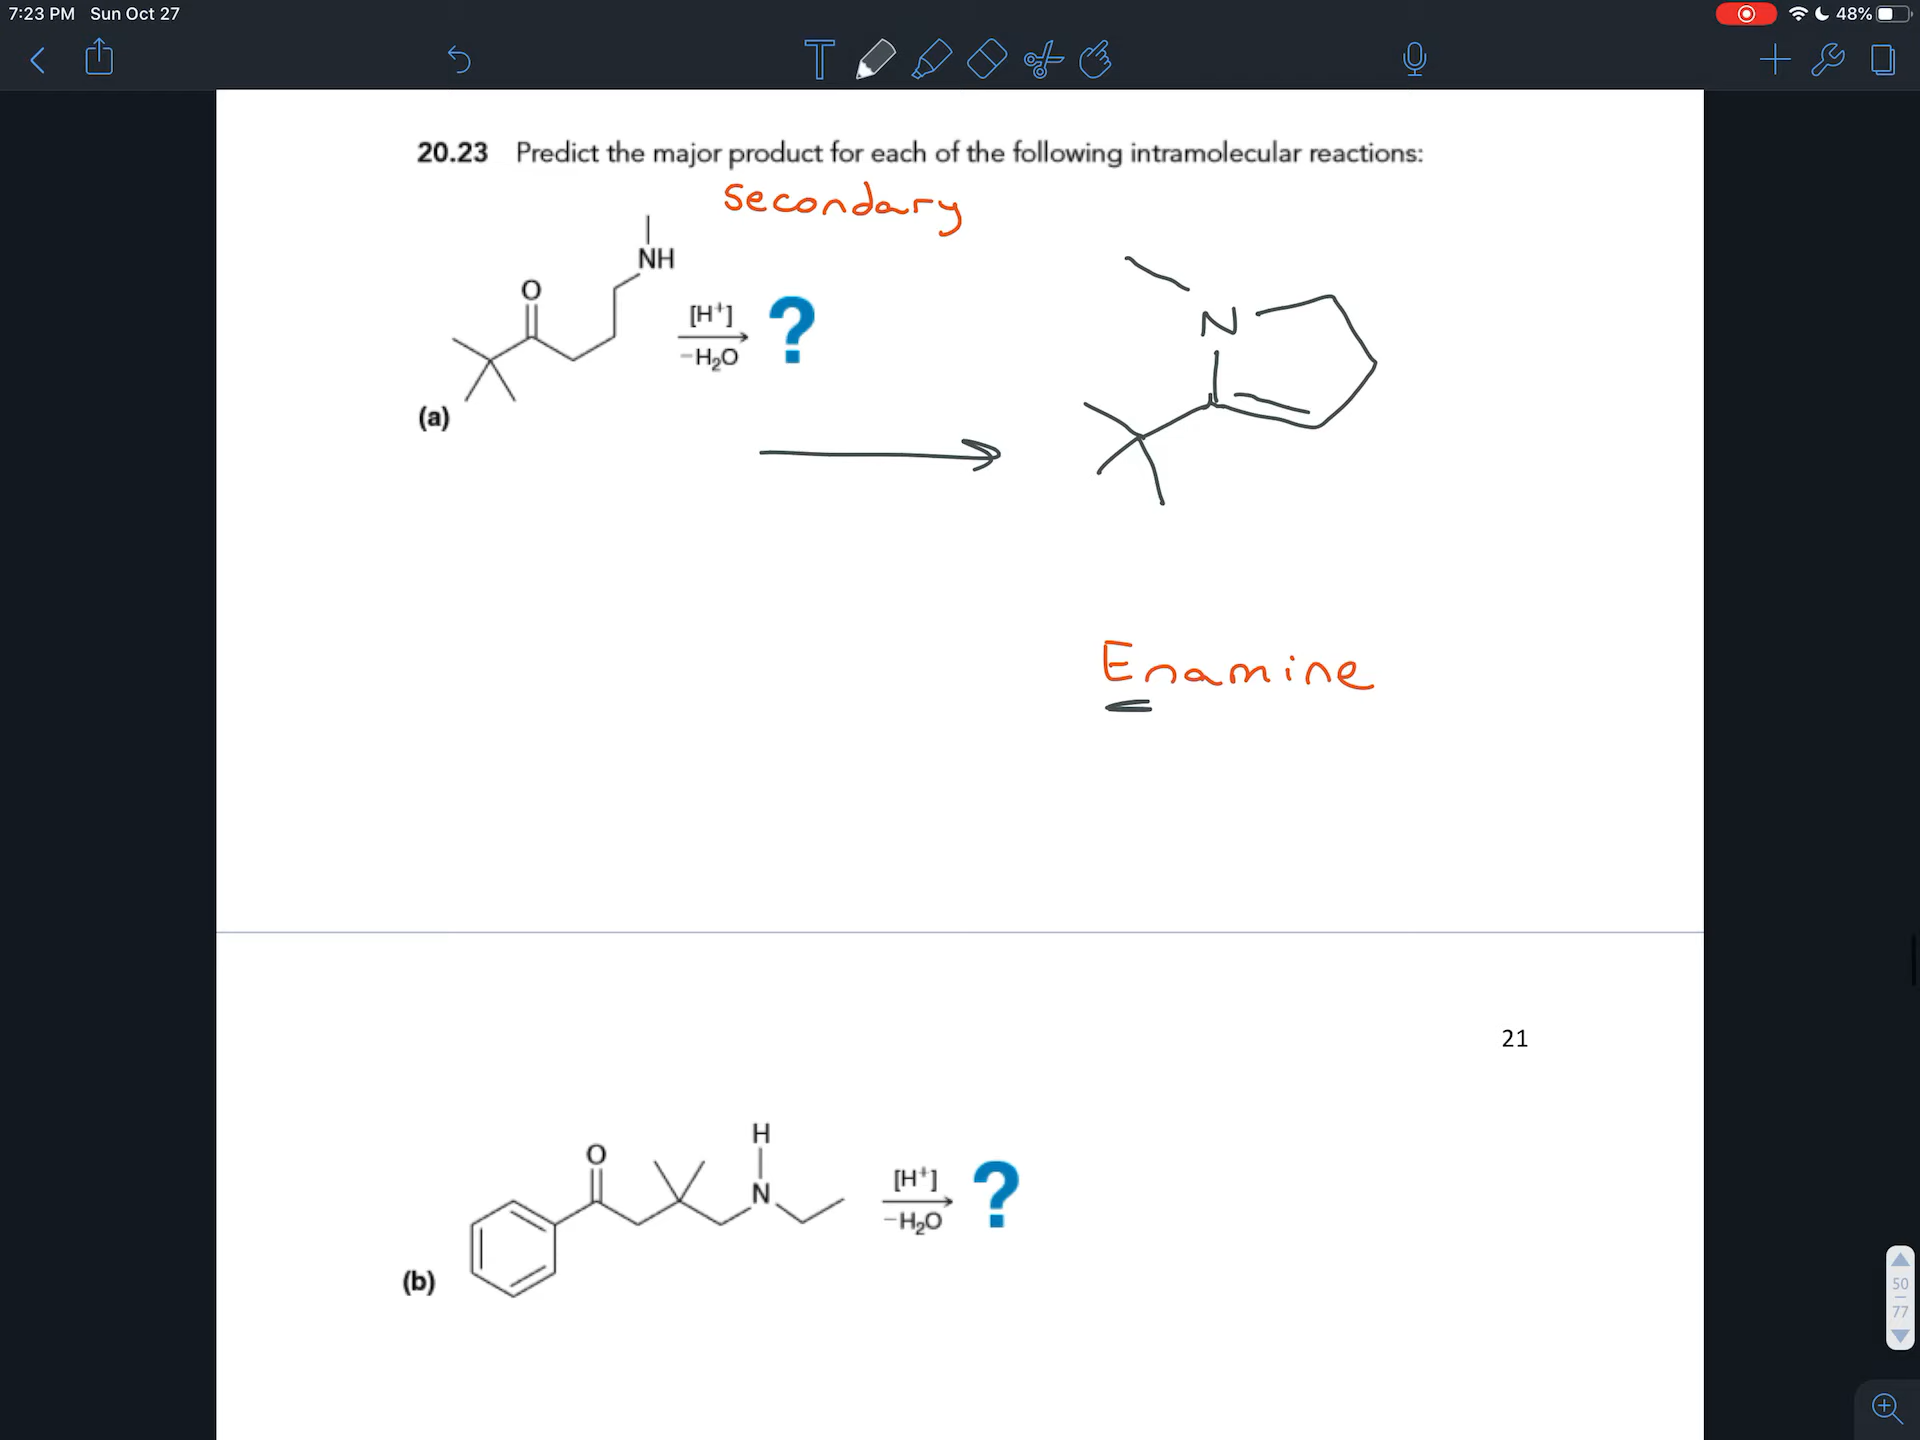 7:23 PM Sun Oct 27
48%
20.23 Predict the major product for each of the following intramolecular reactions:
secondary
NH
O
[H⁺]
−H₂O
?
N
(a)
Enamine
21
H
O
N
[H⁺]
−H₂O
?
(b)
50
77